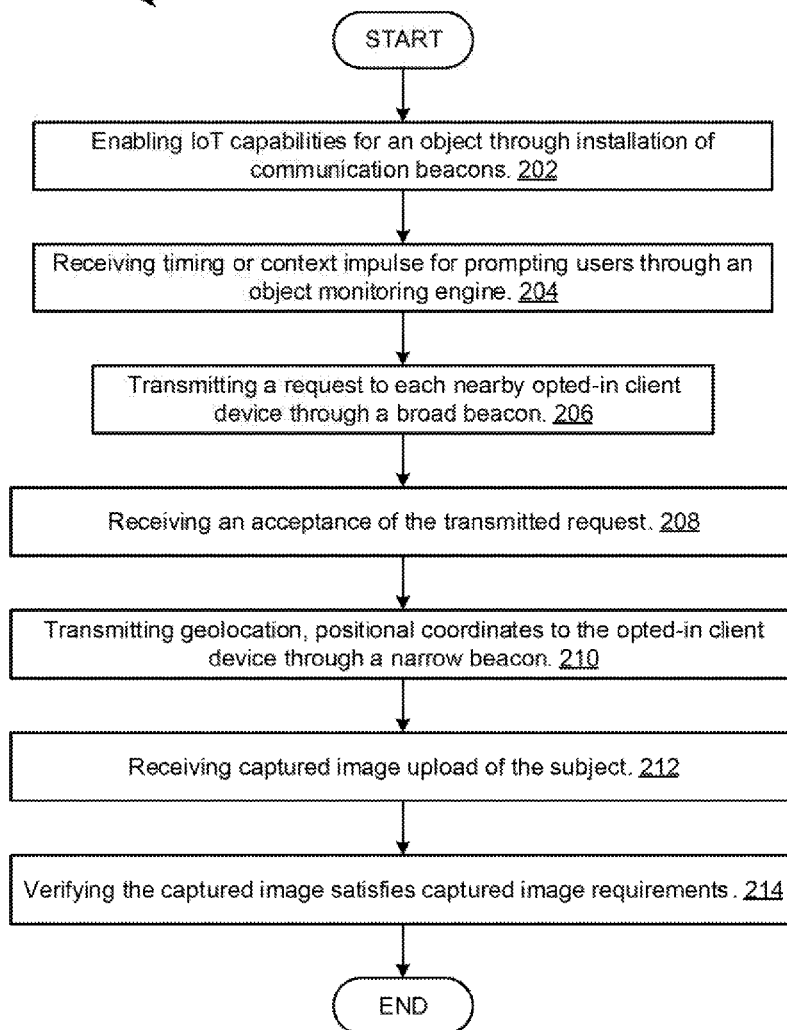 START
Enabling IoT capabilities for an object through installation of
communication beacons. 202
Receiving timing or context impulse for prompting users through an
object monitoring engine. 204
Transmitting a request to each nearby opted-in client
device through a broad beacon. 206
Receiving an acceptance of the transmitted request. 208
Transmitting geolocation, positional coordinates to the opted-in client
device through a narrow beacon. 210
Receiving captured image upload of the subject. 212
Verifying the captured image satisfies captured image requirements. 214
END